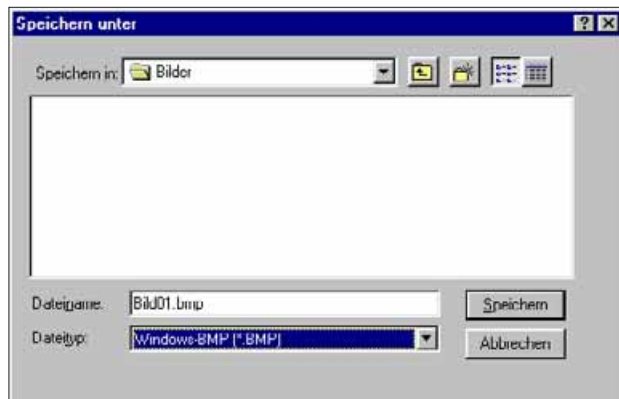 Speichern unter
Speichern in: Bilder
Dateiname: Bild01.bmp
Speichern
Dateityp: Windows-BMP (*.BMP)
Abbrechen